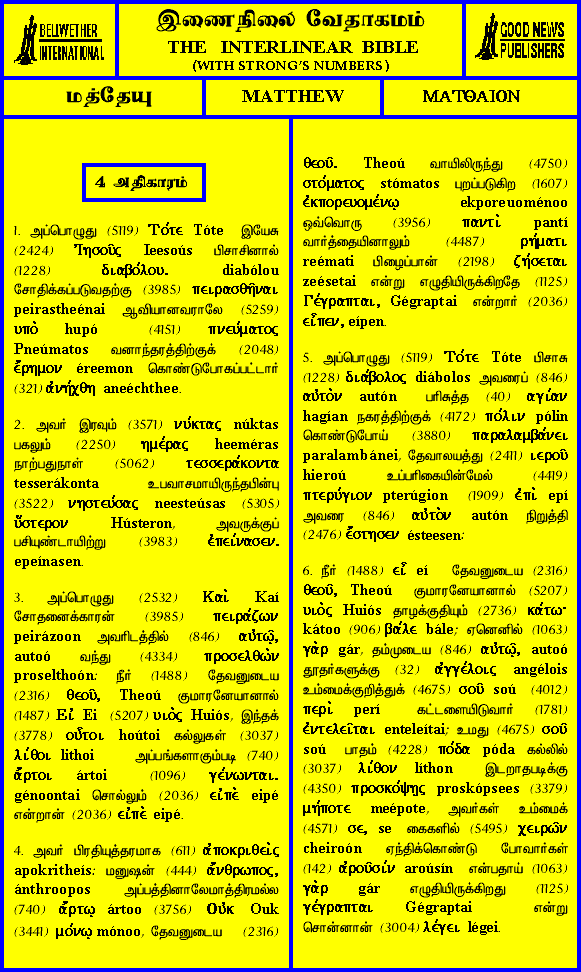 BELLWETHER
INTERNATIONAL
இணைநிலை வேதாகமம்
THE INTERLINEAR BIBLE
(WITH STRONG'S NUMBERS)
GOOD NEWS
PUBLISHERS
மத்தேயு
MATTHEW
ΜΑΤΘΑΙΟΝ
4 அதிகாரம்
1. அப்பொழுது (5119) Τότε Tóte இயேசு
(2424) Ἰησοῦς Ieesoús பிசாசினால்
(1228) διαβόλου. diabólou
சோதிக்கப்படுவதற்கு (3985) πειρασθῆναι
peirastheénai ஆவியானவராலே (5259)
ὑπὸ hupó (4151) πνεύματος
Pneúmatos வனாந்தரத்திற்குக் (2048)
ἔρημον éreemon கொண்டுபோகப்பட்டார்
(321) ἀνήχθη aneéchthee.
2. அவர் இரவும் (3571) νύκτας núktas
பகலும் (2250) ημέρας heeméras
நாற்பதுநாள் (5062) τεσσεράκοντα
tesserákonta உபவாசமாயிருந்தபின்பு
(3522) νηστεύσας neesteúsas (5305)
ὕστερον Hústeron, அவருக்குப்
பசியுண்டாயிற்று (3983) ἐπείνασεν.
epeínasen.
3. அப்பொழுது (2532) Καὶ Kaí
சோதனைக்காரன் (3985) πειράζων
peirázoon அவரிடத்தில் (846) αὐτῷ,
autoó வந்து (4334) προσελθὼν
proselthoón: நீர் (1488) தேவனுடைய
(2316) θεοῦ, Theoú குமாரனேயானால்
(1487) Εἰ Ei (5207) υιὸς Huiós, இந்தக்
(3778) οὗτοι hoútoi கல்லுகள் (3037)
λίθοι lithoi அப்பங்களாகும்படி (740)
ἄρτοι ártoi (1096) γένωνται.
génoontai சொல்லும் (2036) εἰπὲ eipé
என்றான் (2036) εἰπὲ eipé.
4. அவர் பிரதியுத்தரமாக (611) ἀποκριθεὶς
apokritheís: மனுஷன் (444) ἄνθρωπος,
ánthroopos அப்பத்தினாலேமாத்திரமல்ல
(740) ἄρτῳ ártoo (3756) Οὐκ Ouk
(3441) μόνῳ mónoo, தேவனுடைய (2316)
θεοῦ. Theoú வாயிலிருந்து (4750)
στόματος stómatos புறப்படுகிற (1607)
ἐκπορευομένῳ ekporeuoménoo
ஒவ்வொரு (3956) παντὶ pantí
வார்த்தையினாலும் (4487) ρήματι
reémati பிழைப்பான் (2198) ζήσεται
zeésetai என்று எழுதியிருக்கிறதே (1125)
Γέγραπται, Gégraptai என்றார் (2036)
εἶπεν, eípen.
5. அப்பொழுது (5119) Τότε Tóte பிசாசு
(1228) διάβολος diábolos அவரைப் (846)
αὐτὸν autón பரிசுத்த (40) αγίαν
hagían நகரத்திற்குக் (4172) πόλιν pólin
கொண்டுபோய் (3880) παραλαμβάνει
paralambánei, தேவாலயத்து (2411) ιεροῦ
hieroú உப்பரிகையின்மேல் (4419)
πτερύγιον pterúgion (1909) ἐπὶ epí
அவரை (846) αὐτὸν autón நிறுத்தி
(2476) ἔστησεν ésteesen:
6. நீர் (1488) εἶ eí தேவனுடைய (2316)
θεοῦ, Theoú குமாரனேயானால் (5207)
υιὸς Huiós தாழக்குதியும் (2736) κάτω·
kátoo (906) βάλε bále; ஏனெனில் (1063)
γὰρ gár, தம்முடைய (846) αὐτῷ, autoó
தூதர்களுக்கு (32) ἀγγέλοις angélois
உம்மைக்குறித்துக் (4675) σοῦ soú (4012)
περὶ perí கட்டளையிடுவார் (1781)
ἐντελεῖται enteleítai; உமது (4675) σοῦ
soú பாதம் (4228) πόδα póda கல்லில்
(3037) λίθον líthon இடறாதபடிக்கு
(4350) προσκόψῃς proskópsees (3379)
μήποτε meépote, அவர்கள் உம்மைக்
(4571) σε, se கைகளில் (5495) χειρῶν
cheiroón ஏந்திக்கொண்டு போவார்கள்
(142) ἀροῦσίν aroúsín என்பதாய் (1063)
γὰρ gár எழுதியிருக்கிறது (1125)
γέγραπται Gégraptai என்று
சொன்னான் (3004) λέγει légei.